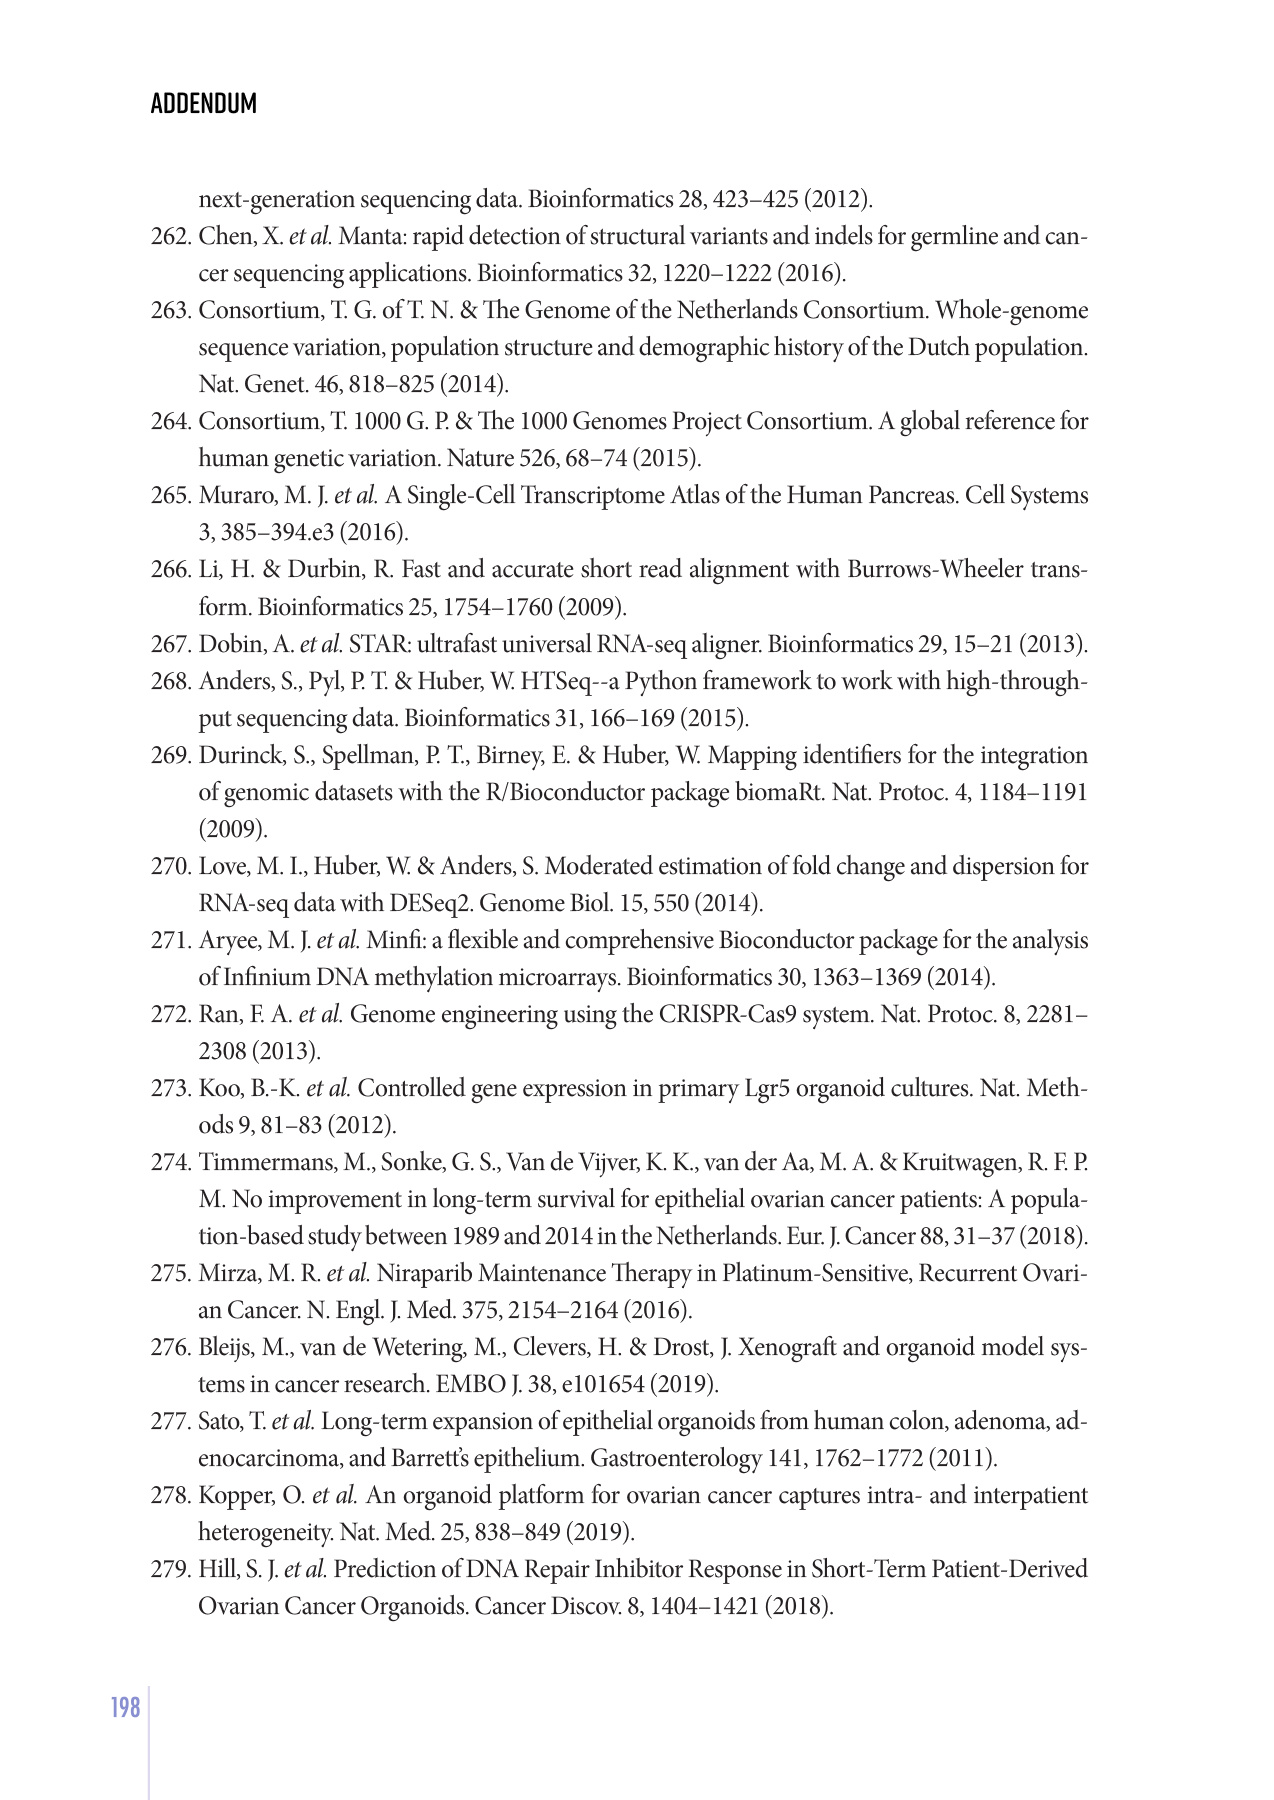 ADDENDUM
next-generation sequencing data. Bioinformatics 28, 423–425 (2012).
262. Chen, X. et al. Manta: rapid detection of structural variants and indels for germline and can-
cer sequencing applications. Bioinformatics 32, 1220–1222 (2016).
263. Consortium, T. G. of T. N. & The Genome of the Netherlands Consortium. Whole-genome
sequence variation, population structure and demographic history of the Dutch population.
Nat. Genet. 46, 818–825 (2014).
264. Consortium, T. 1000 G. P. & The 1000 Genomes Project Consortium. A global reference for
human genetic variation. Nature 526, 68–74 (2015).
265. Muraro, M. J. et al. A Single-Cell Transcriptome Atlas of the Human Pancreas. Cell Systems
3, 385–394.e3 (2016).
266. Li, H. & Durbin, R. Fast and accurate short read alignment with Burrows-Wheeler trans-
form. Bioinformatics 25, 1754–1760 (2009).
267. Dobin, A. et al. STAR: ultrafast universal RNA-seq aligner. Bioinformatics 29, 15–21 (2013).
268. Anders, S., Pyl, P. T. & Huber, W. HTSeq--a Python framework to work with high-through-
put sequencing data. Bioinformatics 31, 166–169 (2015).
269. Durinck, S., Spellman, P. T., Birney, E. & Huber, W. Mapping identifiers for the integration
of genomic datasets with the R/Bioconductor package biomaRt. Nat. Protoc. 4, 1184–1191
(2009).
270. Love, M. I., Huber, W. & Anders, S. Moderated estimation of fold change and dispersion for
RNA-seq data with DESeq2. Genome Biol. 15, 550 (2014).
271. Aryee, M. J. et al. Minfi: a flexible and comprehensive Bioconductor package for the analysis
of Infinium DNA methylation microarrays. Bioinformatics 30, 1363–1369 (2014).
272. Ran, F. A. et al. Genome engineering using the CRISPR-Cas9 system. Nat. Protoc. 8, 2281–
2308 (2013).
273. Koo, B.-K. et al. Controlled gene expression in primary Lgr5 organoid cultures. Nat. Meth-
ods 9, 81–83 (2012).
274. Timmermans, M., Sonke, G. S., Van de Vijver, K. K., van der Aa, M. A. & Kruitwagen, R. F. P.
M. No improvement in long-term survival for epithelial ovarian cancer patients: A popula-
tion-based study between 1989 and 2014 in the Netherlands. Eur. J. Cancer 88, 31–37 (2018).
275. Mirza, M. R. et al. Niraparib Maintenance Therapy in Platinum-Sensitive, Recurrent Ovari-
an Cancer. N. Engl. J. Med. 375, 2154–2164 (2016).
276. Bleijs, M., van de Wetering, M., Clevers, H. & Drost, J. Xenograft and organoid model sys-
tems in cancer research. EMBO J. 38, e101654 (2019).
277. Sato, T. et al. Long-term expansion of epithelial organoids from human colon, adenoma, ad-
enocarcinoma, and Barrett’s epithelium. Gastroenterology 141, 1762–1772 (2011).
278. Kopper, O. et al. An organoid platform for ovarian cancer captures intra- and interpatient
heterogeneity. Nat. Med. 25, 838–849 (2019).
279. Hill, S. J. et al. Prediction of DNA Repair Inhibitor Response in Short-Term Patient-Derived
Ovarian Cancer Organoids. Cancer Discov. 8, 1404–1421 (2018).
198